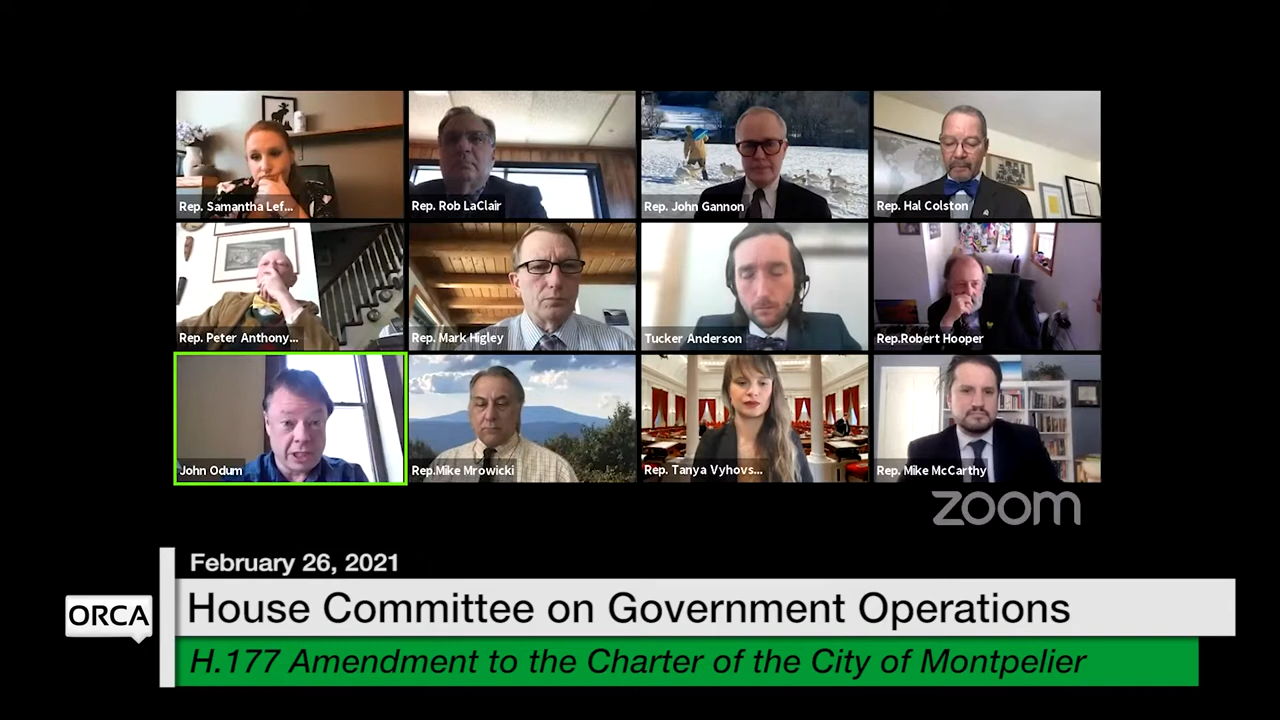 Rep. Samantha Lef...
Rep. Rob LaClair
Rep. John Gannon
Rep. Hal Colston
Rep. Peter Anthony...
Rep. Mark Higley
Tucker Anderson
Rep.Robert Hooper
John Odum
Rep.Mike Mrowicki
Rep. Tanya Vyhovs...
Rep. Mike McCarthy
zoom
February 26, 2021
ORCA
House Committee on Government Operations
H.177 Amendment to the Charter of the City of Montpelier